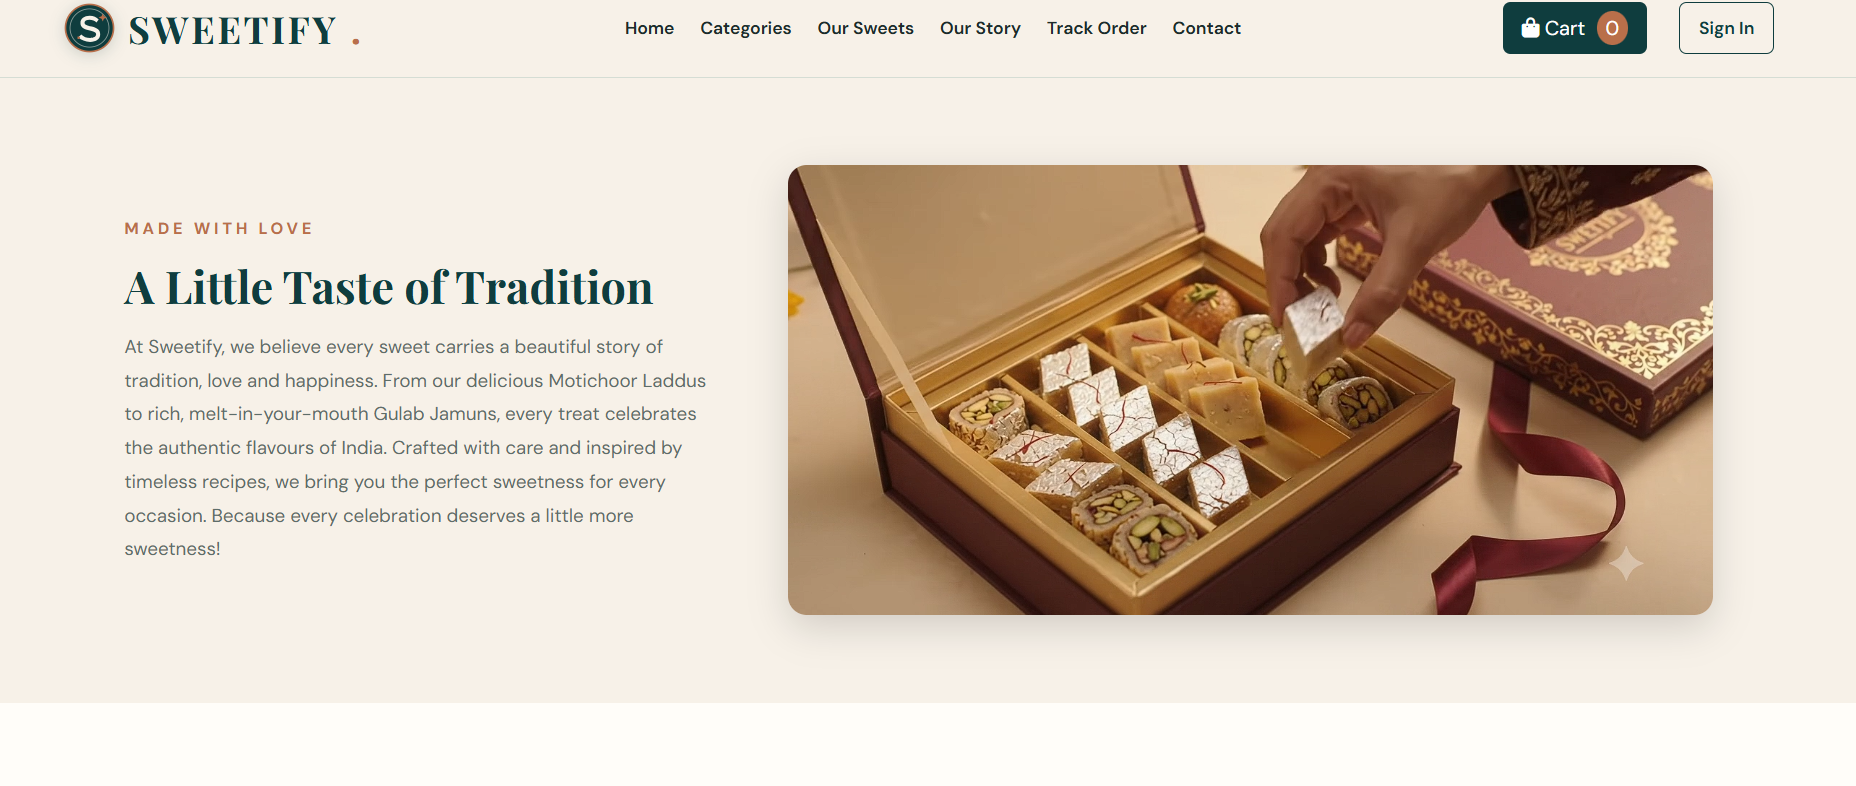 S SWEETIFY .
Home Categories Our Sweets Our Story Track Order Contact
Cart 0
Sign In
MADE WITH LOVE
A Little Taste of Tradition
At Sweetify, we believe every sweet carries a beautiful story of
tradition, love and happiness. From our delicious Motichoor Laddus
to rich, melt-in-your-mouth Gulab Jamuns, every treat celebrates
the authentic flavours of India. Crafted with care and inspired by
timeless recipes, we bring you the perfect sweetness for every
occasion. Because every celebration deserves a little more
sweetness!